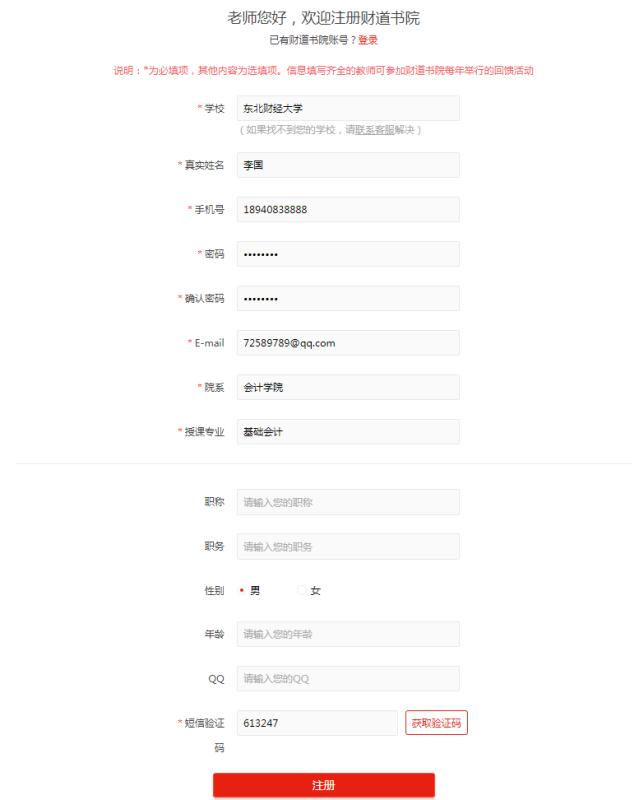 老师您好，欢迎注册财道书院
已有财道书院账号？登录
说明：*为必填项，其他内容为选填项。信息填写齐全的教师可参加财道书院每年举行的回馈活动
* 学校 东北财经大学
（如果找不到您的学校，请联系客服解决）
* 真实姓名 李国
* 手机号 18940838888
* 密码 ••••••••
* 确认密码 ••••••••
* E-mail 72589789@qq.com
* 院系 会计学院
* 授课专业 基础会计
职称 请输入您的职称
职务 请输入您的职务
性别 男 女
年龄 请输入您的年龄
QQ 请输入您的QQ
* 短信验证 613247 获取验证码
码
注册